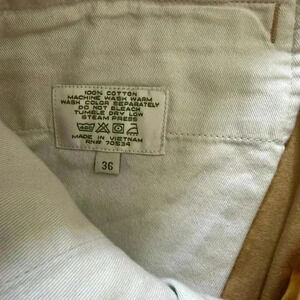 100% COTTON
MACHINE WASH WARM
WASH COLOR SEPARATELY
DO NOT BLEACH
TUMBLE DRY LOW
STEAM PRESS
MADE IN VIETNAM
RN# 70534
36